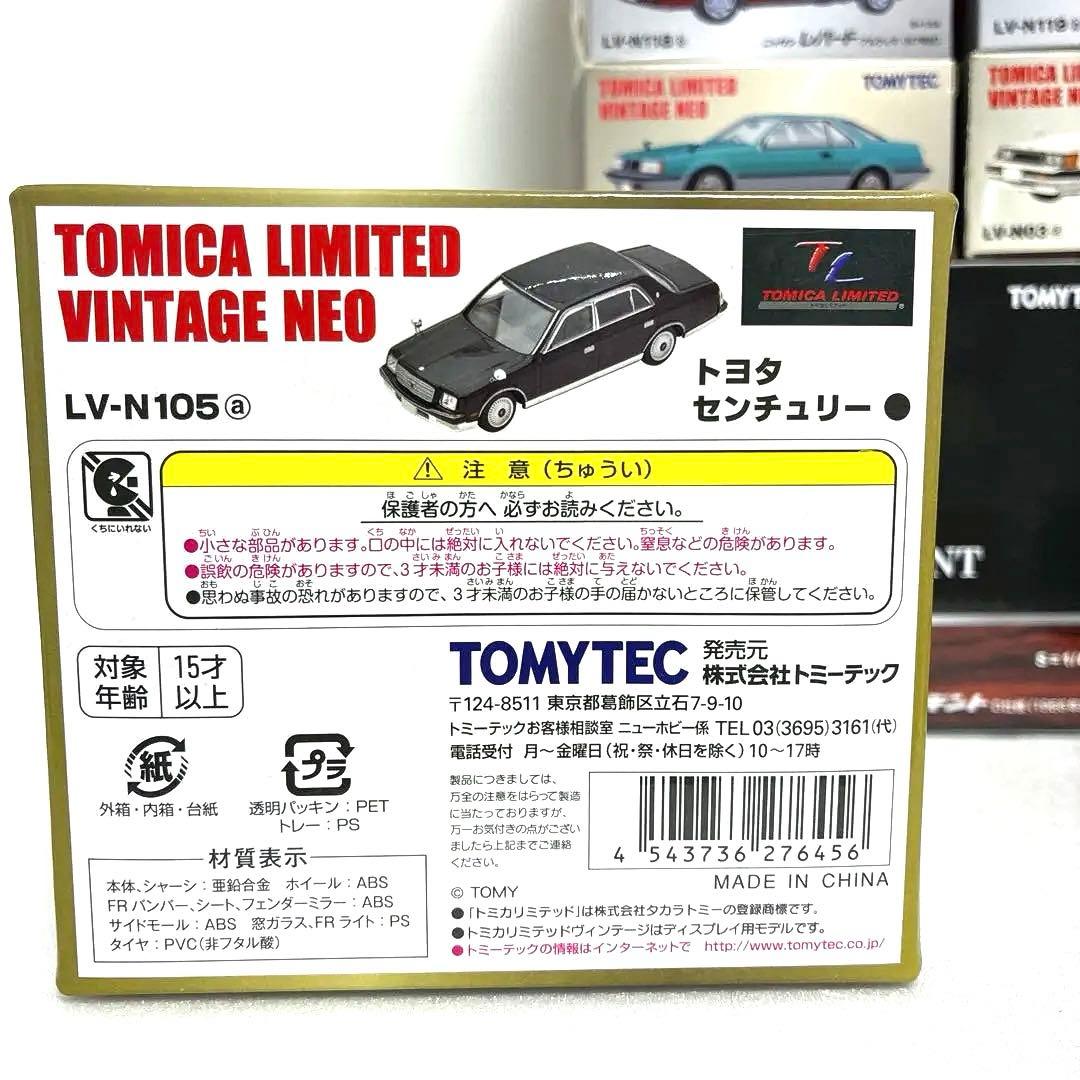 LV-N118
レパード
LV-N118
TOMICA LIMITED
VINTAGE NEO
TOMYTEC
TOMICA
VINTAGE
LV-N03
TOMYT
NT
TOMICA LIMITED
VINTAGE NEO
LV-N105ⓐ
TL
TOMICA LIMITED
トヨタ
センチュリー●
くちにいれない
⚠ 注 意(ちゅうい)
保護者の方へ 必ずお読みください。
●小さな部品があります。口の中には絶対に入れないでください。窒息などの危険があります。
●誤飲の危険がありますので、3才未満のお子様には絶対に与えないでください。
●思わぬ事故の恐れがありますので、3才未満のお子様の手の届かないところに保管してください。
対象
年齢
15才
以上
TOMYTEC
発売元
株式会社トミーテック
〒124-8511 東京都葛飾区立石7-9-10
トミーテックお客様相談室 ニューホビー係 TEL 03(3695)3161(代)
電話受付 月〜金曜日(祝・祭・休日を除く)10〜17時
紙
外箱・内箱・台紙
プラ
透明パッキン:PET
トレー:PS
製品につきましては、
万全の注意をはらって製造
に当たっておりますが、
万一お気付きの点がござい
ましたら上記までご連絡
ください。
4 543736 276456
MADE IN CHINA
材質表示
本体、シャーシ:亜鉛合金 ホイール:ABS
FRバンパー、シート、フェンダーミラー:ABS
サイドモール:ABS 窓ガラス、FRライト:PS
タイヤ:PVC(非フタル酸)
© TOMY
●「トミカリミテッド」は株式会社タカラトミーの登録商標です。
●トミカリミテッドヴィンテージはディスプレイ用モデルです。
●トミーテックの情報はインターネットで http://www.tomytec.co.jp/